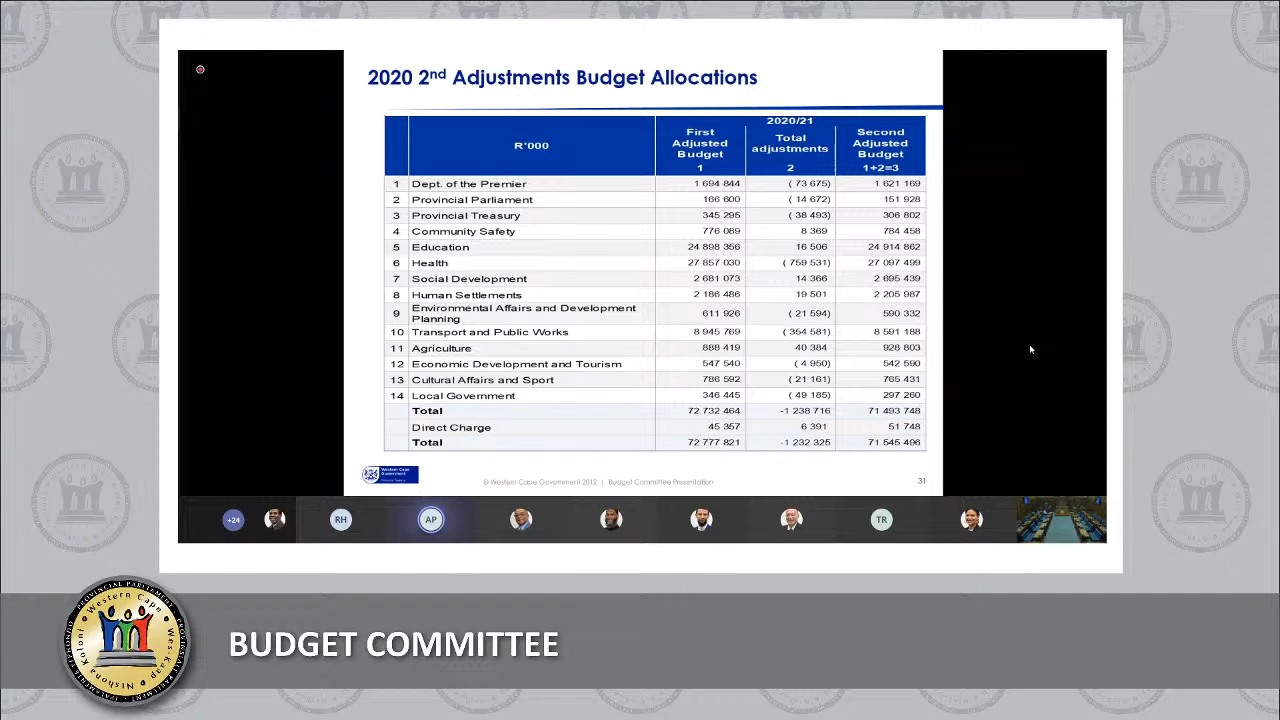 2020 2nd Adjustments Budget Allocations
R'000
2020/21
First Adjusted Budget 1
Total adjustments 2
Second Adjusted Budget 1+2=3
1 Dept. of the Premier 1 694 844 ( 73 675) 1 621 169
2 Provincial Parliament 166 600 ( 14 672) 151 928
3 Provincial Treasury 345 295 ( 38 493) 306 802
4 Community Safety 776 089 8 369 784 458
5 Education 24 898 356 16 506 24 914 862
6 Health 27 857 030 ( 759 531) 27 097 499
7 Social Development 2 681 073 14 366 2 695 439
8 Human Settlements 2 186 486 19 501 2 205 987
9 Environmental Affairs and Development Planning 611 926 ( 21 594) 590 332
10 Transport and Public Works 8 945 769 ( 354 581) 8 591 188
11 Agriculture 888 419 40 384 928 803
12 Economic Development and Tourism 547 540 ( 4 950) 542 590
13 Cultural Affairs and Sport 786 592 ( 21 161) 765 431
14 Local Government 346 445 ( 49 185) 297 260
Total 72 732 464 -1 238 716 71 493 748
Direct Charge 45 357 6 391 51 748
Total 72 777 821 -1 232 325 71 545 496
Western Cape
Government
© Western Cape Government 2012 | Budget Committee Presentation
31
+24 RH AP TR
Western Cape
Wes-Kaap
Ntshona Koloni
PROVINCIAL PARLIAMENT
BUDGET COMMITTEE